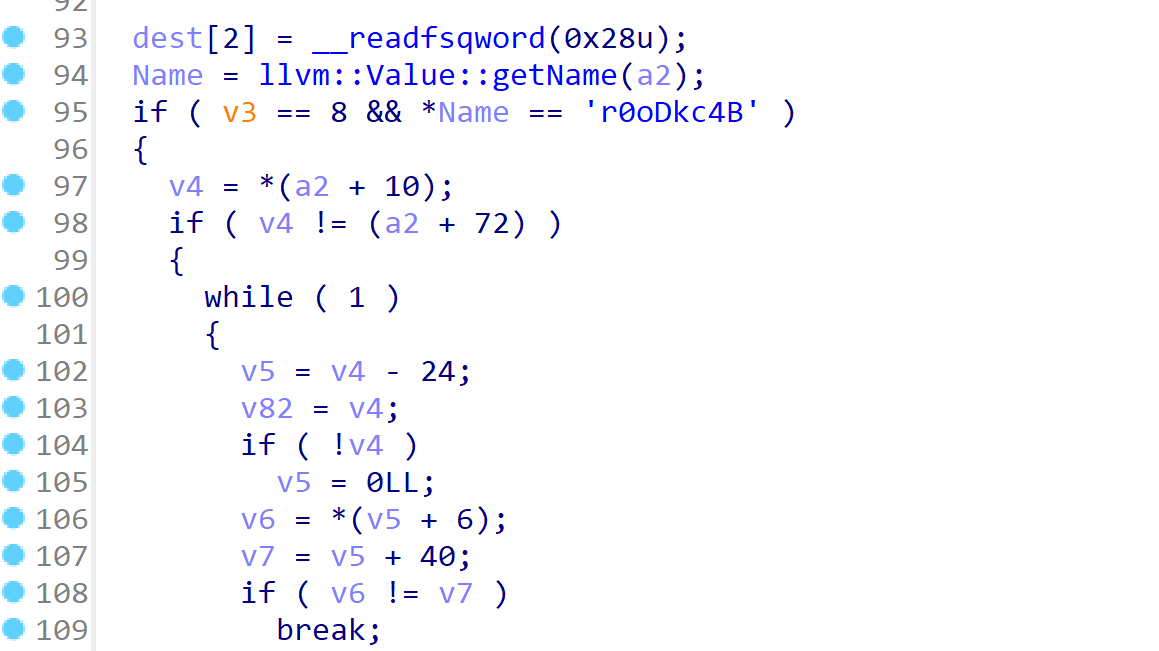 92
93 dest[2] = __readfsqword(0x28u);
94 Name = llvm::Value::getName(a2);
95 if ( v3 == 8 && *Name == 'r0oDkc4B' )
96 {
97 v4 = *(a2 + 10);
98 if ( v4 != (a2 + 72) )
99 {
100 while ( 1 )
101 {
102 v5 = v4 - 24;
103 v82 = v4;
104 if ( !v4 )
105 v5 = 0LL;
106 v6 = *(v5 + 6);
107 v7 = v5 + 40;
108 if ( v6 != v7 )
109 break;